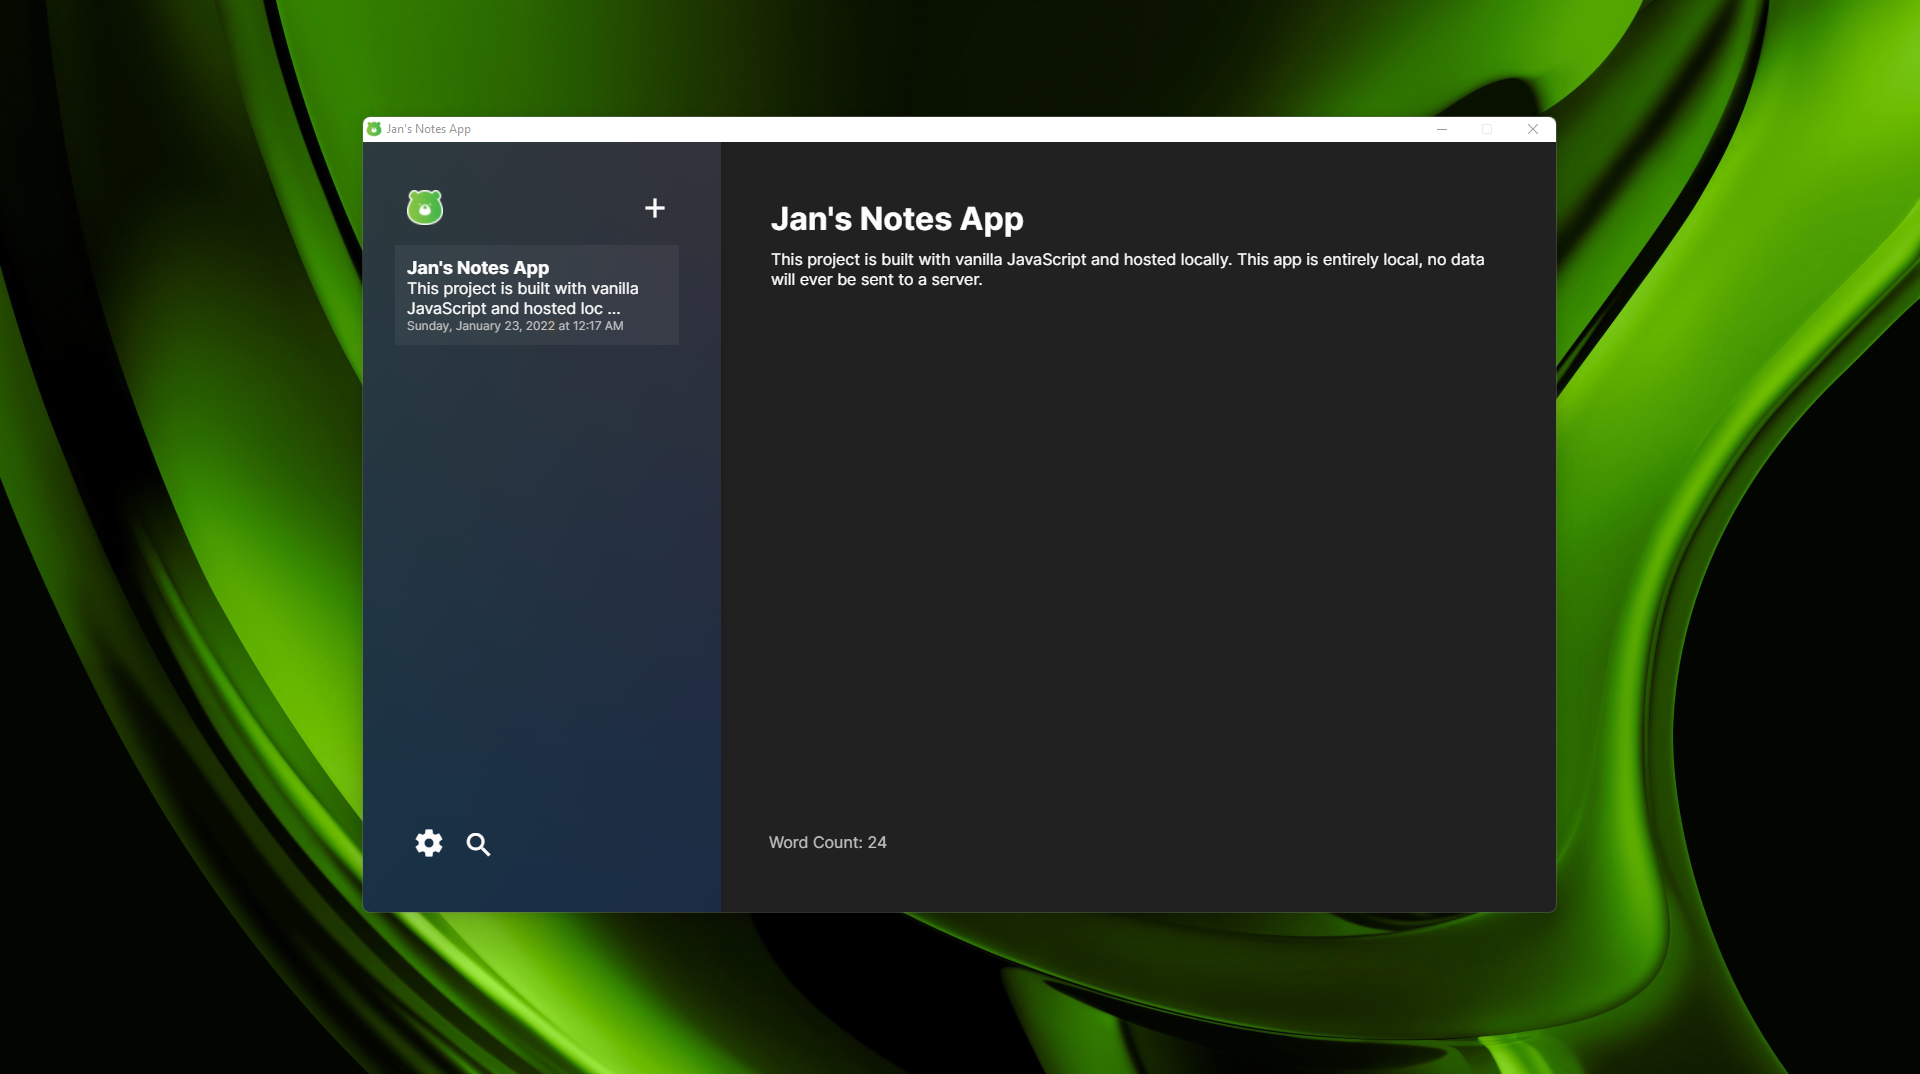 Jan's Notes App
Jan's Notes App
This project is built with vanilla
JavaScript and hosted loc ...
Sunday, January 23, 2022 at 12:17 AM
Jan's Notes App
This project is built with vanilla JavaScript and hosted locally. This app is entirely local, no data
will ever be sent to a server.
Word Count: 24